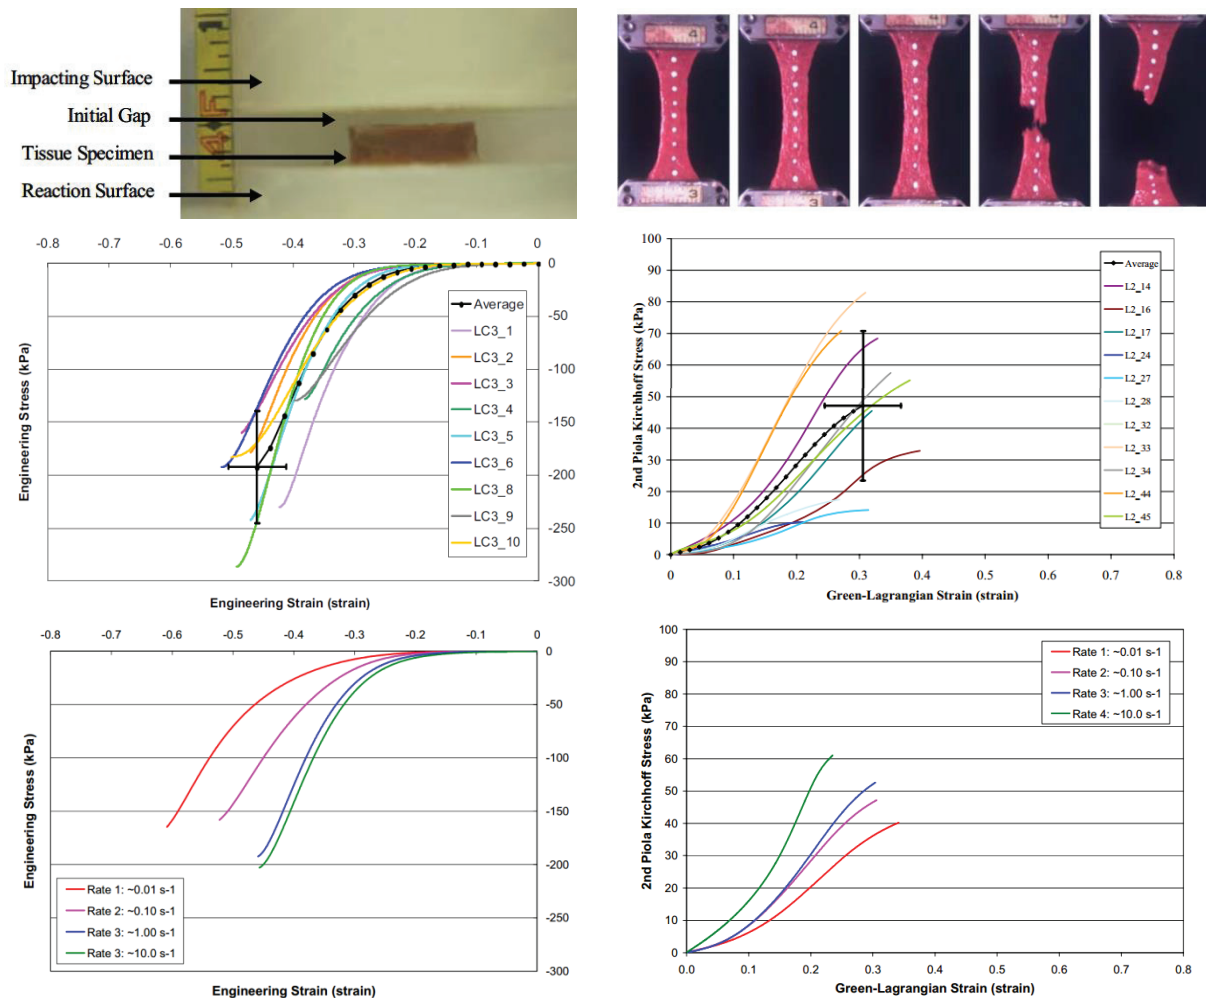 Impacting Surface
Initial Gap
Tissue Specimen
Reaction Surface
1
4F
4
4
4
4
3
3
3
-0.8 -0.7 -0.6 -0.5 -0.4 -0.3 -0.2 -0.1 0
0
-50
-100
-150
-200
-250
-300
Engineering Stress (kPa)
Engineering Strain (strain)
Average
LC3_1
LC3_2
LC3_3
LC3_4
LC3_5
LC3_6
LC3_8
LC3_9
LC3_10
100
90
80
70
60
50
40
30
20
10
0
2nd Piola Kirchhoff Stress (kPa)
0 0.1 0.2 0.3 0.4 0.5 0.6 0.7 0.8
Green-Lagrangian Strain (strain)
Average
L2_14
L2_16
L2_17
L2_24
L2_27
L2_28
L2_32
L2_33
L2_34
L2_44
L2_45
-0.8 -0.7 -0.6 -0.5 -0.4 -0.3 -0.2 -0.1 0
0
-50
-100
-150
-200
-250
-300
Engineering Stress (kPa)
Engineering Strain (strain)
Rate 1: ~0.01 s-1
Rate 2: ~0.10 s-1
Rate 3: ~1.00 s-1
Rate 3: ~10.0 s-1
100
90
80
70
60
50
40
30
20
10
0
2nd Piola Kirchhoff Stress (kPa)
0.0 0.1 0.2 0.3 0.4 0.5 0.6 0.7 0.8
Green-Lagrangian Strain (strain)
Rate 1: ~0.01 s-1
Rate 2: ~0.10 s-1
Rate 3: ~1.00 s-1
Rate 4: ~10.0 s-1